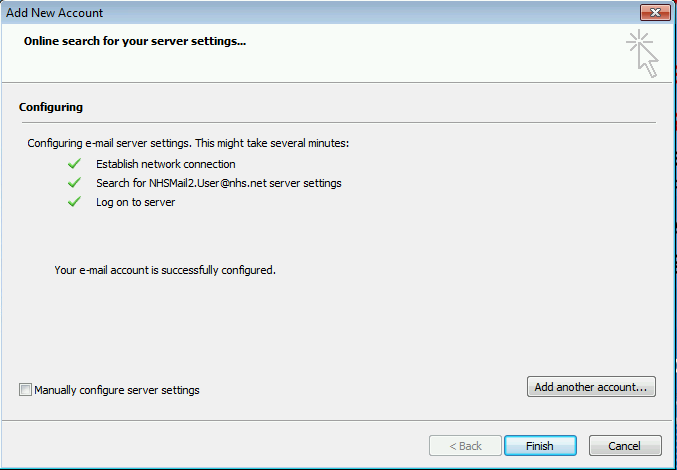 Add New Account
Online search for your server settings...
Configuring
Configuring e-mail server settings. This might take several minutes:
Establish network connection
Search for NHSMail2.User@nhs.net server settings
Log on to server
Your e-mail account is successfully configured.
Manually configure server settings
Add another account...
< Back
Finish
Cancel